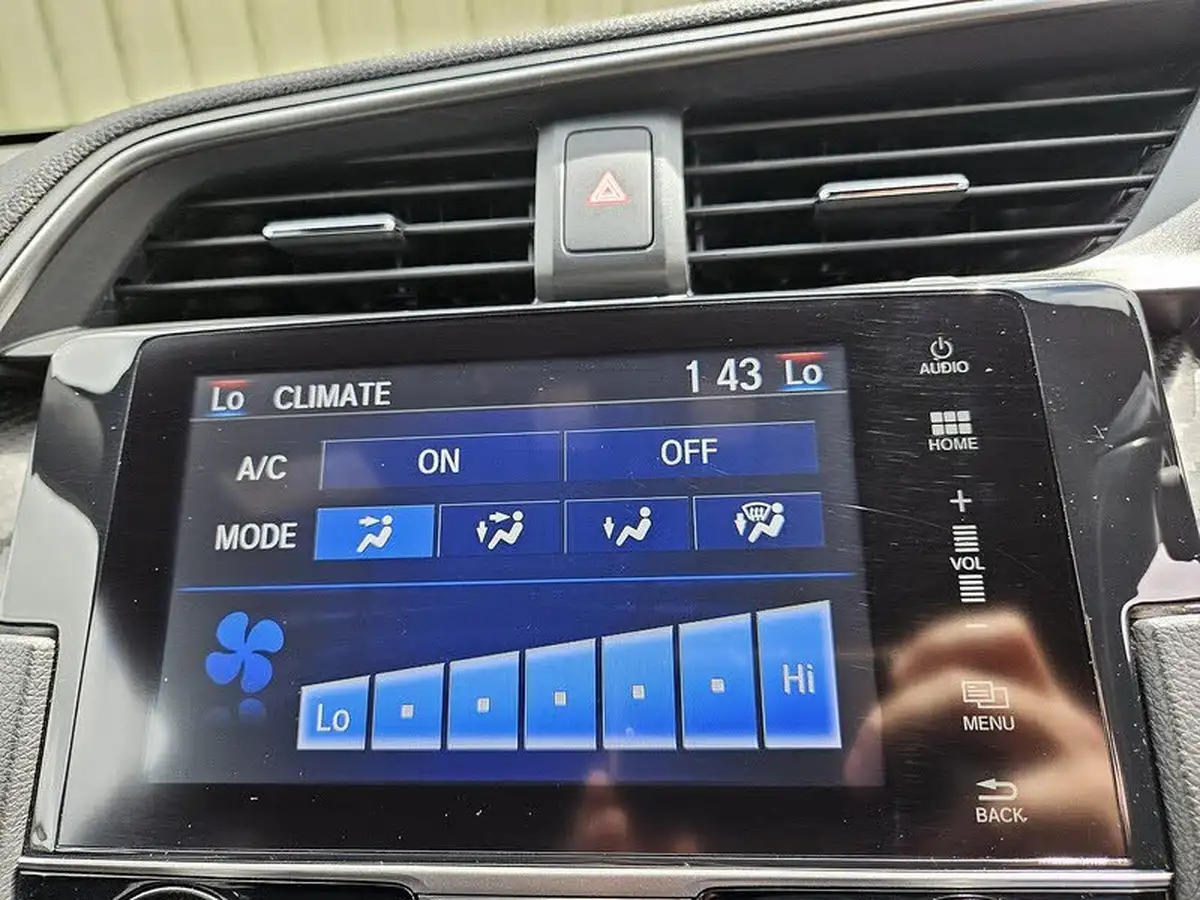 Lo CLIMATE 1 43 Lo
A/C ON OFF
MODE
Lo Hi
AUDIO
HOME
+
VOL
-
MENU
BACK